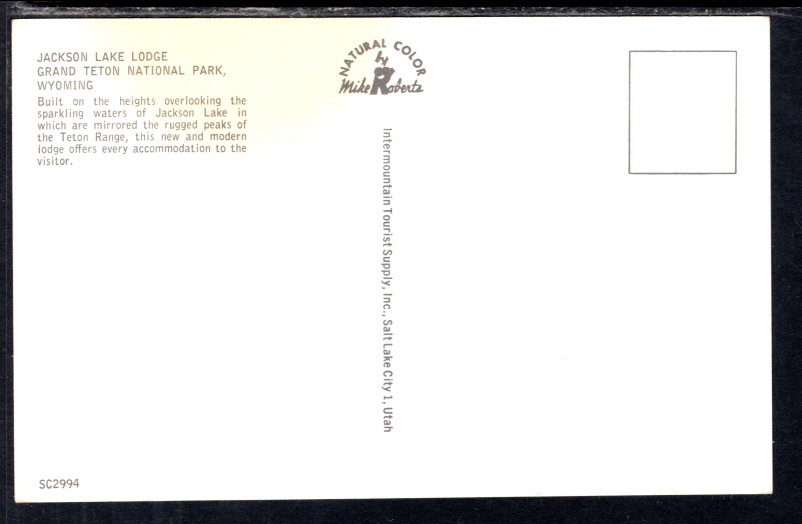 JACKSON LAKE LODGE
GRAND TETON NATIONAL PARK,
WYOMING
Built on the heights overlooking the
sparkling waters of Jackson Lake in
which are mirrored the rugged peaks of
the Teton Range, this new and modern
lodge offers every accommodation to the
visitor.
NATURAL COLOR
by
Mike Roberts
Intermountain Tourist Supply, Inc., Salt Lake City 1, Utah
SC2994